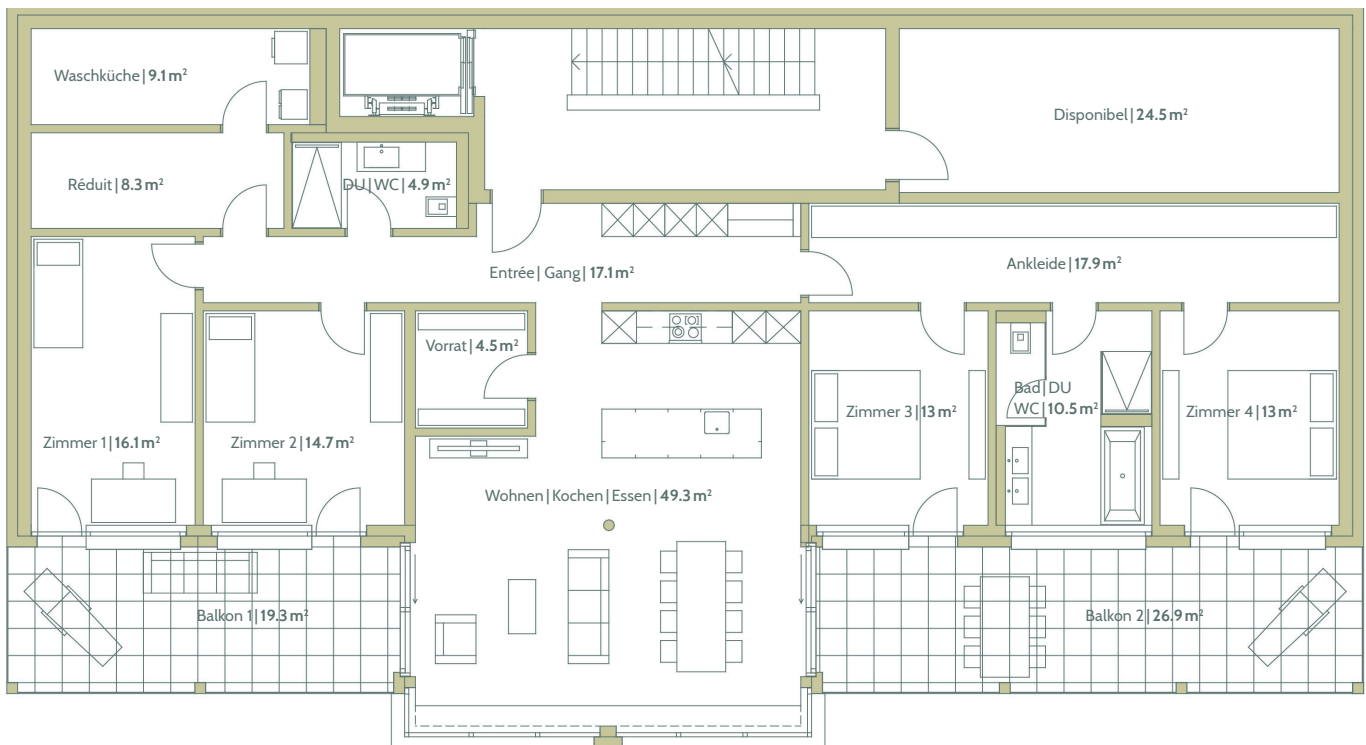 Waschküche | 9.1 m²
Disponibel | 24.5 m²
Réduit | 8.3 m²
DU | WC | 4.9 m²
Entrée | Gang | 17.1 m²
Ankleide | 17.9 m²
Vorrat | 4.5 m²
Zimmer 1 | 16.1 m²
Zimmer 2 | 14.7 m²
Zimmer 3 | 13 m²
Bad | DU
WC | 10.5 m²
Zimmer 4 | 13 m²
Wohnen | Kochen | Essen | 49.3 m²
Balkon 1 | 19.3 m²
Balkon 2 | 26.9 m²